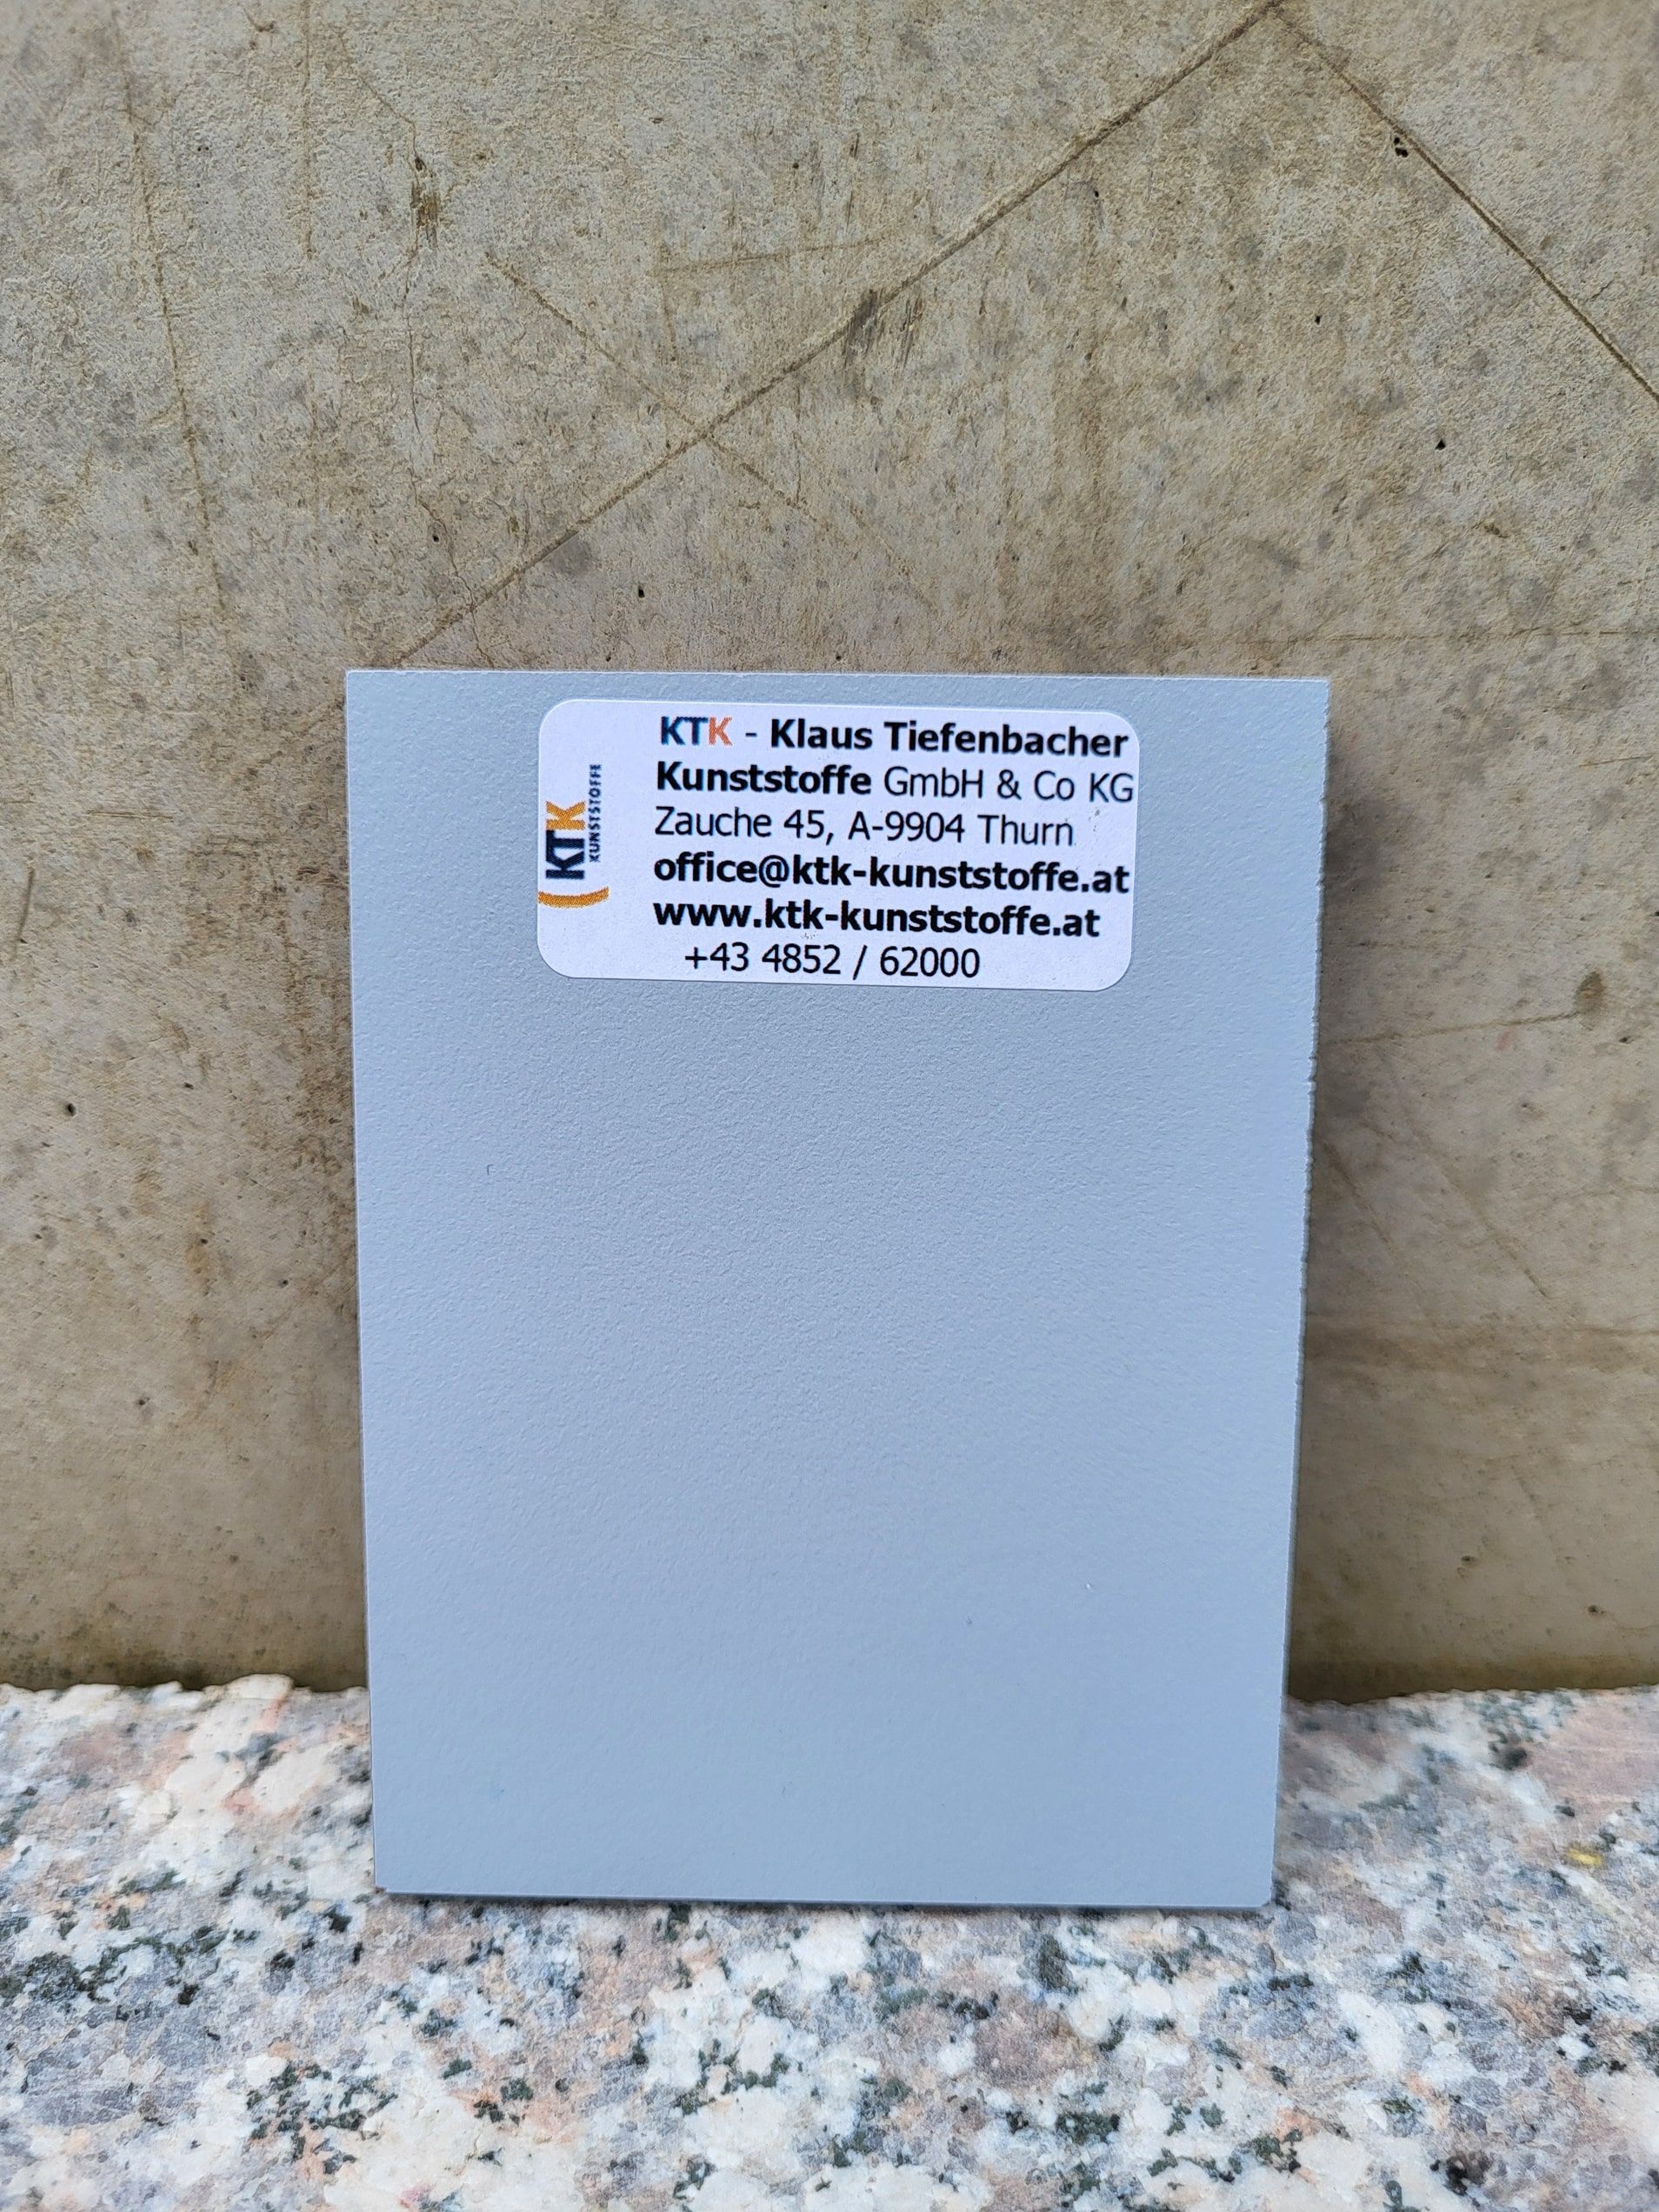 KTK
KUNSTSTOFFE
KTK - Klaus Tiefenbacher
Kunststoffe GmbH & Co KG
Zauche 45, A-9904 Thurn
office@ktk-kunststoffe.at
www.ktk-kunststoffe.at
+43 4852 / 62000